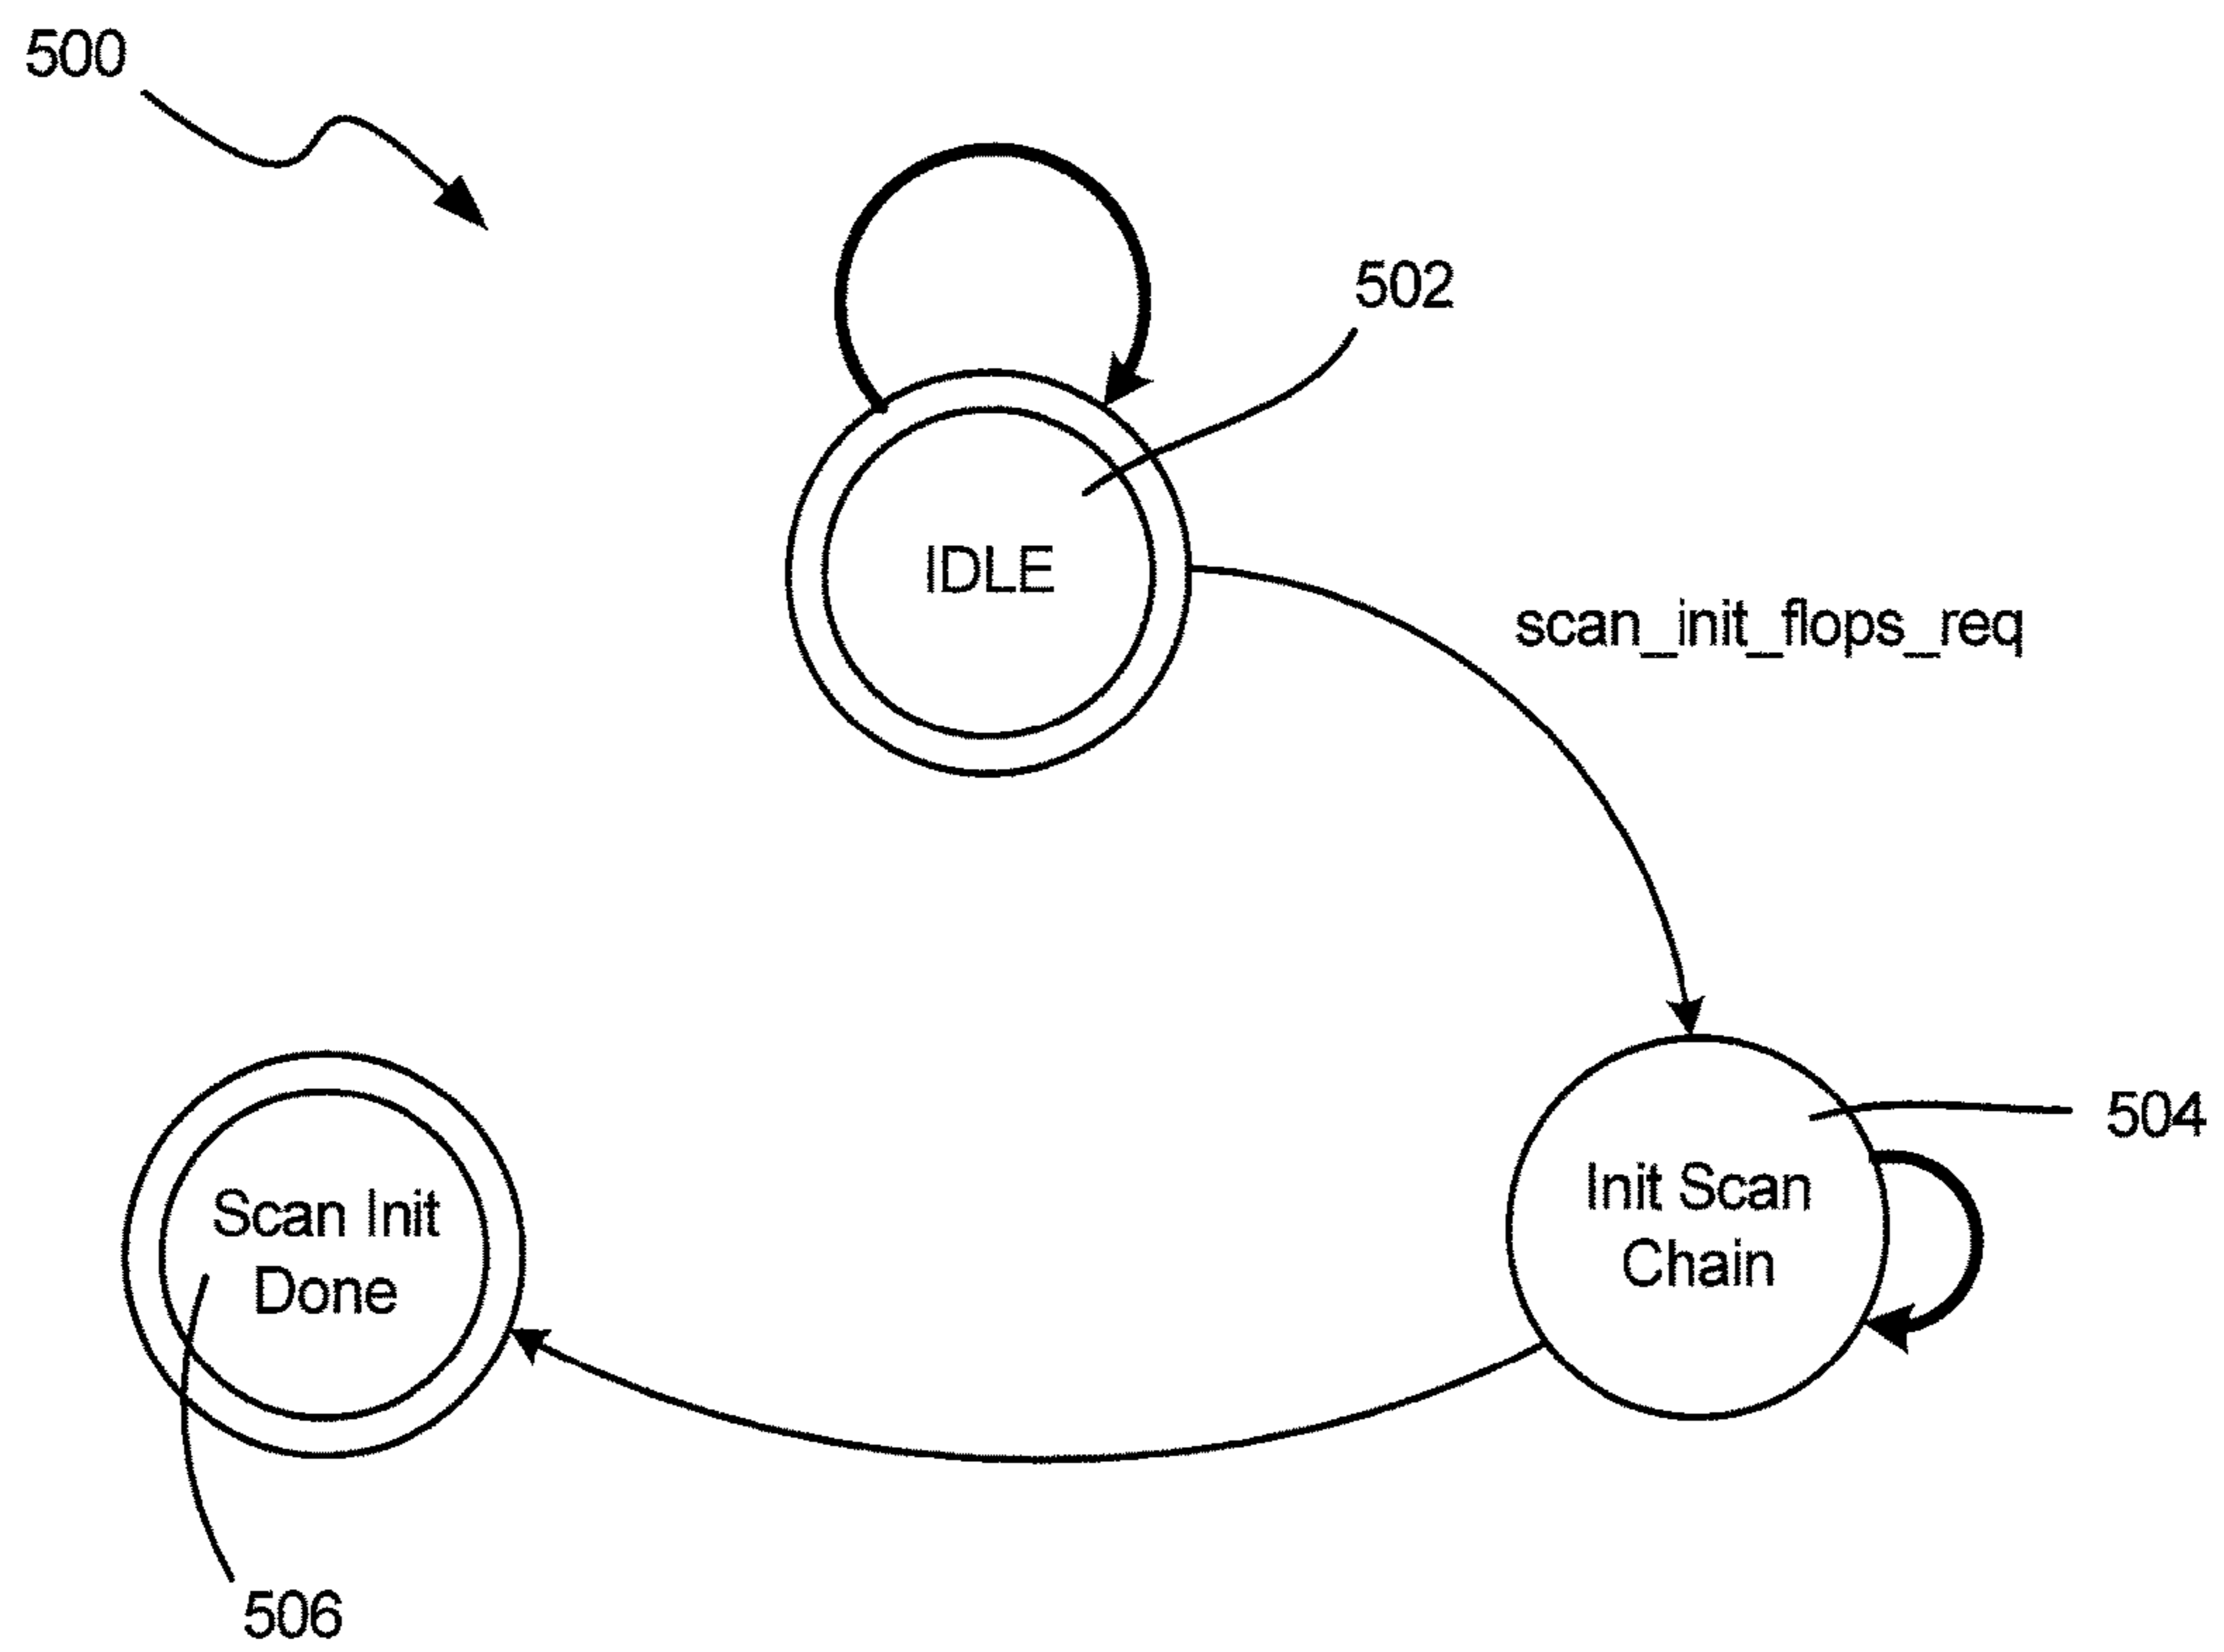 500
502
IDLE
scan_init_flops_req
504
Init Scan
Chain
Scan Init
Done
506